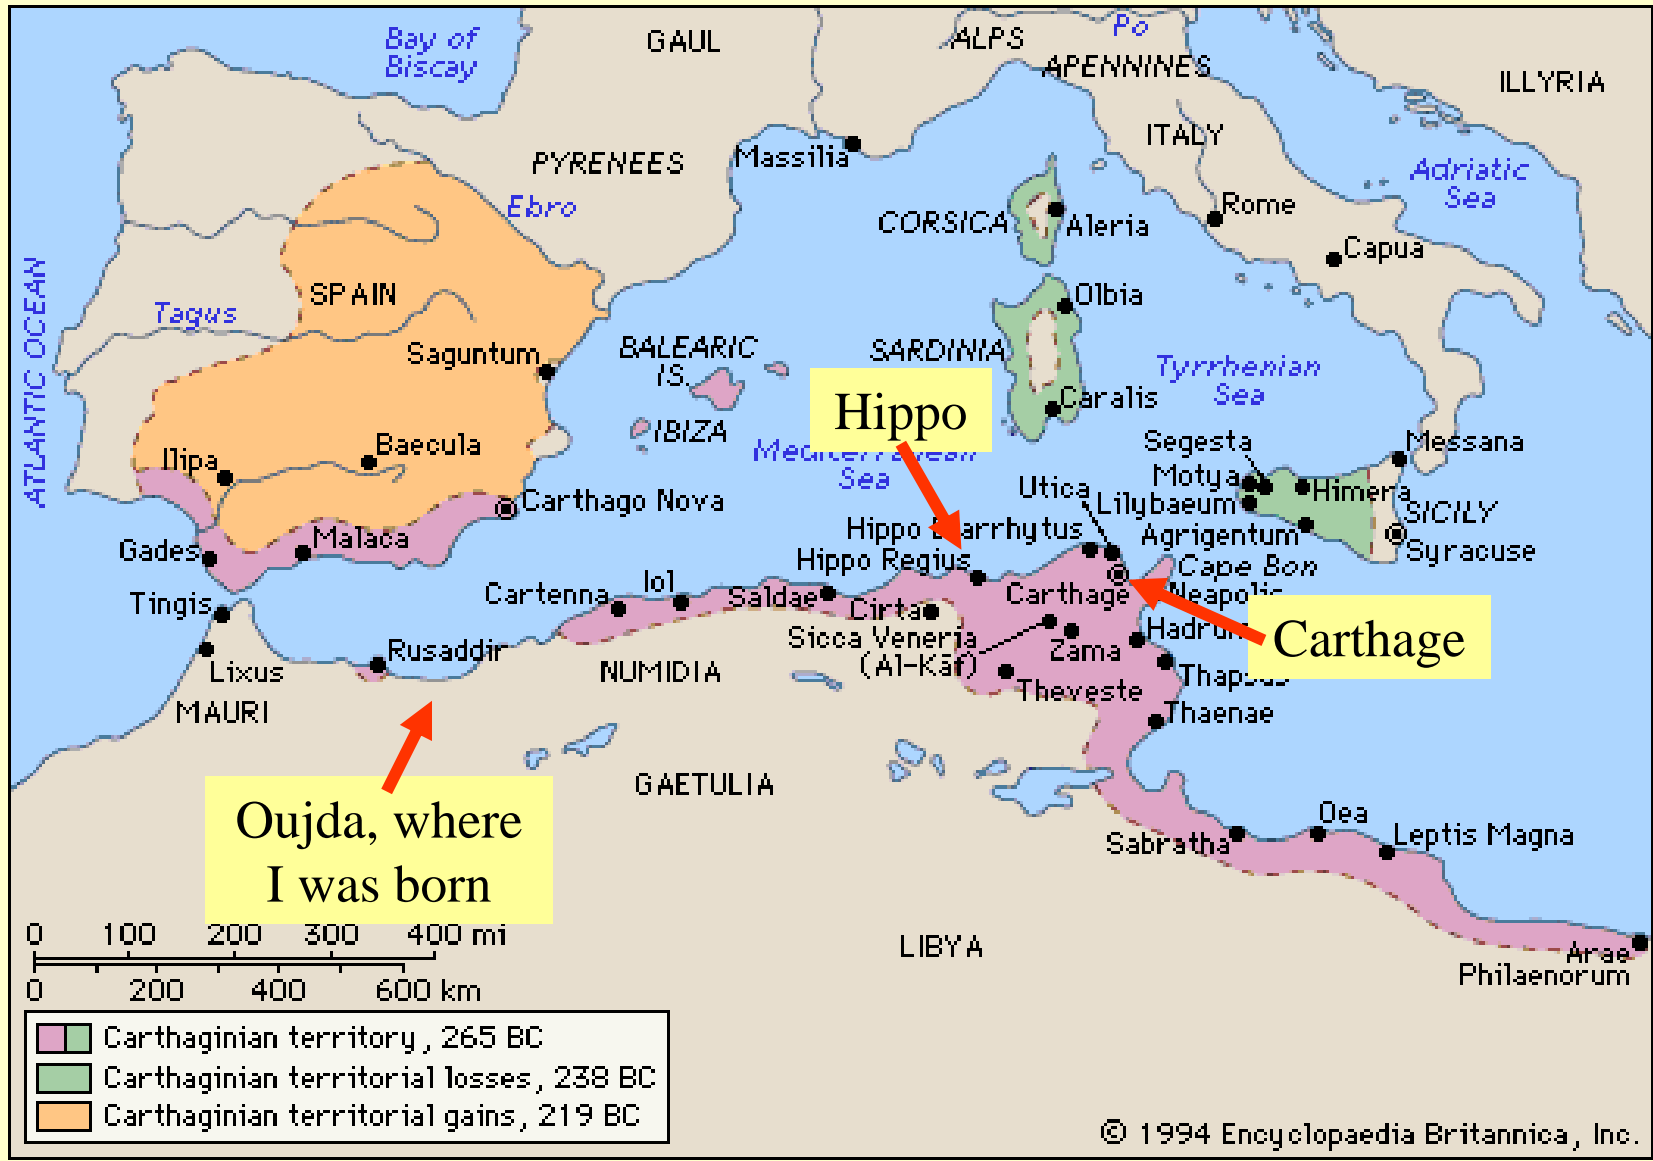 Bay of
Biscay
GAUL
ALPS
Po
APENNINES
ILLYRIA
ITALY
PYRENEES
Massilia
Adriatic
Sea
Ebro
CORSICA
Aleria
Rome
Capua
ATLANTIC OCEAN
SPAIN
Tagus
Olbia
Saguntum
BALEARIC
IS.
SARDINIA
Tyrrhenian
Sea
Caralis
Hippo
IBIZA
Mediterranean
Sea
Baecula
Ilipa
Segesta
Messana
Motya
Utica
Lilybaeum
Himera
Carthago Nova
SICILY
Hippo Diarrhytus
Agrigentum
Malaca
Gades
Syracuse
Hippo Regius
Cape Bon
Iol
Cartenna
Saldae
Carthage
Neapolis
Tingis
Cirta
Sicca Veneria
(Al-Kāf)
Zama
Carthage
Rusaddir
Lixus
NUMIDIA
Thapsus
Theveste
MAURI
Thaenae
GAETULIA
Oujda, where
I was born
Oea
Sabratha
Leptis Magna
0 100 200 300 400 mi
0 200 400 600 km
LIBYA
Arae
Philaenorum
Carthaginian territory, 265 BC
Carthaginian territorial losses, 238 BC
Carthaginian territorial gains, 219 BC
© 1994 Encyclopaedia Britannica, Inc.